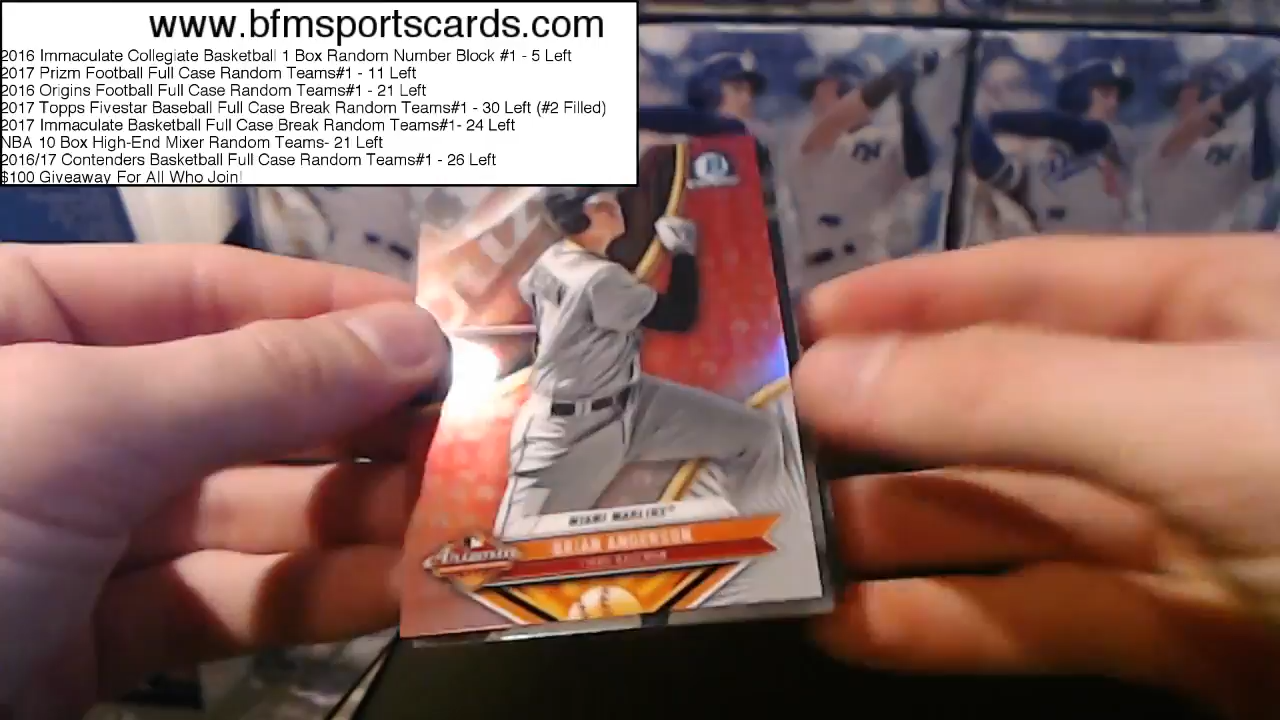 www.bfmsportscards.com
2016 Immaculate Collegiate Basketball 1 Box Random Number Block #1 - 5 Left
2017 Prizm Football Full Case Random Teams#1 - 11 Left
2016 Origins Football Full Case Random Teams#1 - 21 Left
2017 Topps Fivestar Baseball Full Case Break Random Teams#1 - 30 Left (#2 Filled)
2017 Immaculate Basketball Full Case Break Random Teams#1- 24 Left
NBA 10 Box High-End Mixer Random Teams- 21 Left
2016/17 Contenders Basketball Full Case Random Teams#1 - 26 Left
$100 Giveaway For All Who Join!
MIAMI MARLINS
BRIAN ANDERSON